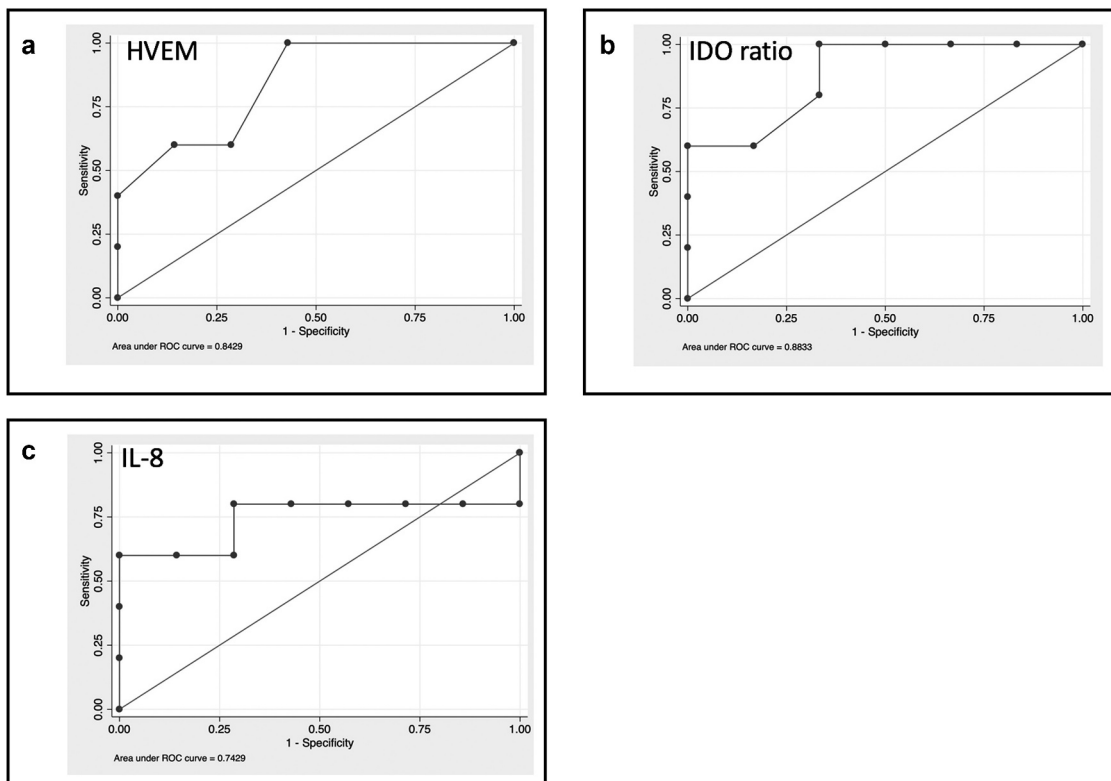 a
HVEM
Sensitivity
1.00
0.75
0.50
0.25
0.00
0.00 0.25 0.50 0.75 1.00
1 - Specificity
Area under ROC curve = 0.8429
b
IDO ratio
Sensitivity
1.00
0.75
0.50
0.25
0.00
0.00 0.25 0.50 0.75 1.00
1 - Specificity
Area under ROC curve = 0.8833
c
IL-8
Sensitivity
1.00
0.75
0.50
0.25
0.00
0.00 0.25 0.50 0.75 1.00
1 - Specificity
Area under ROC curve = 0.7429